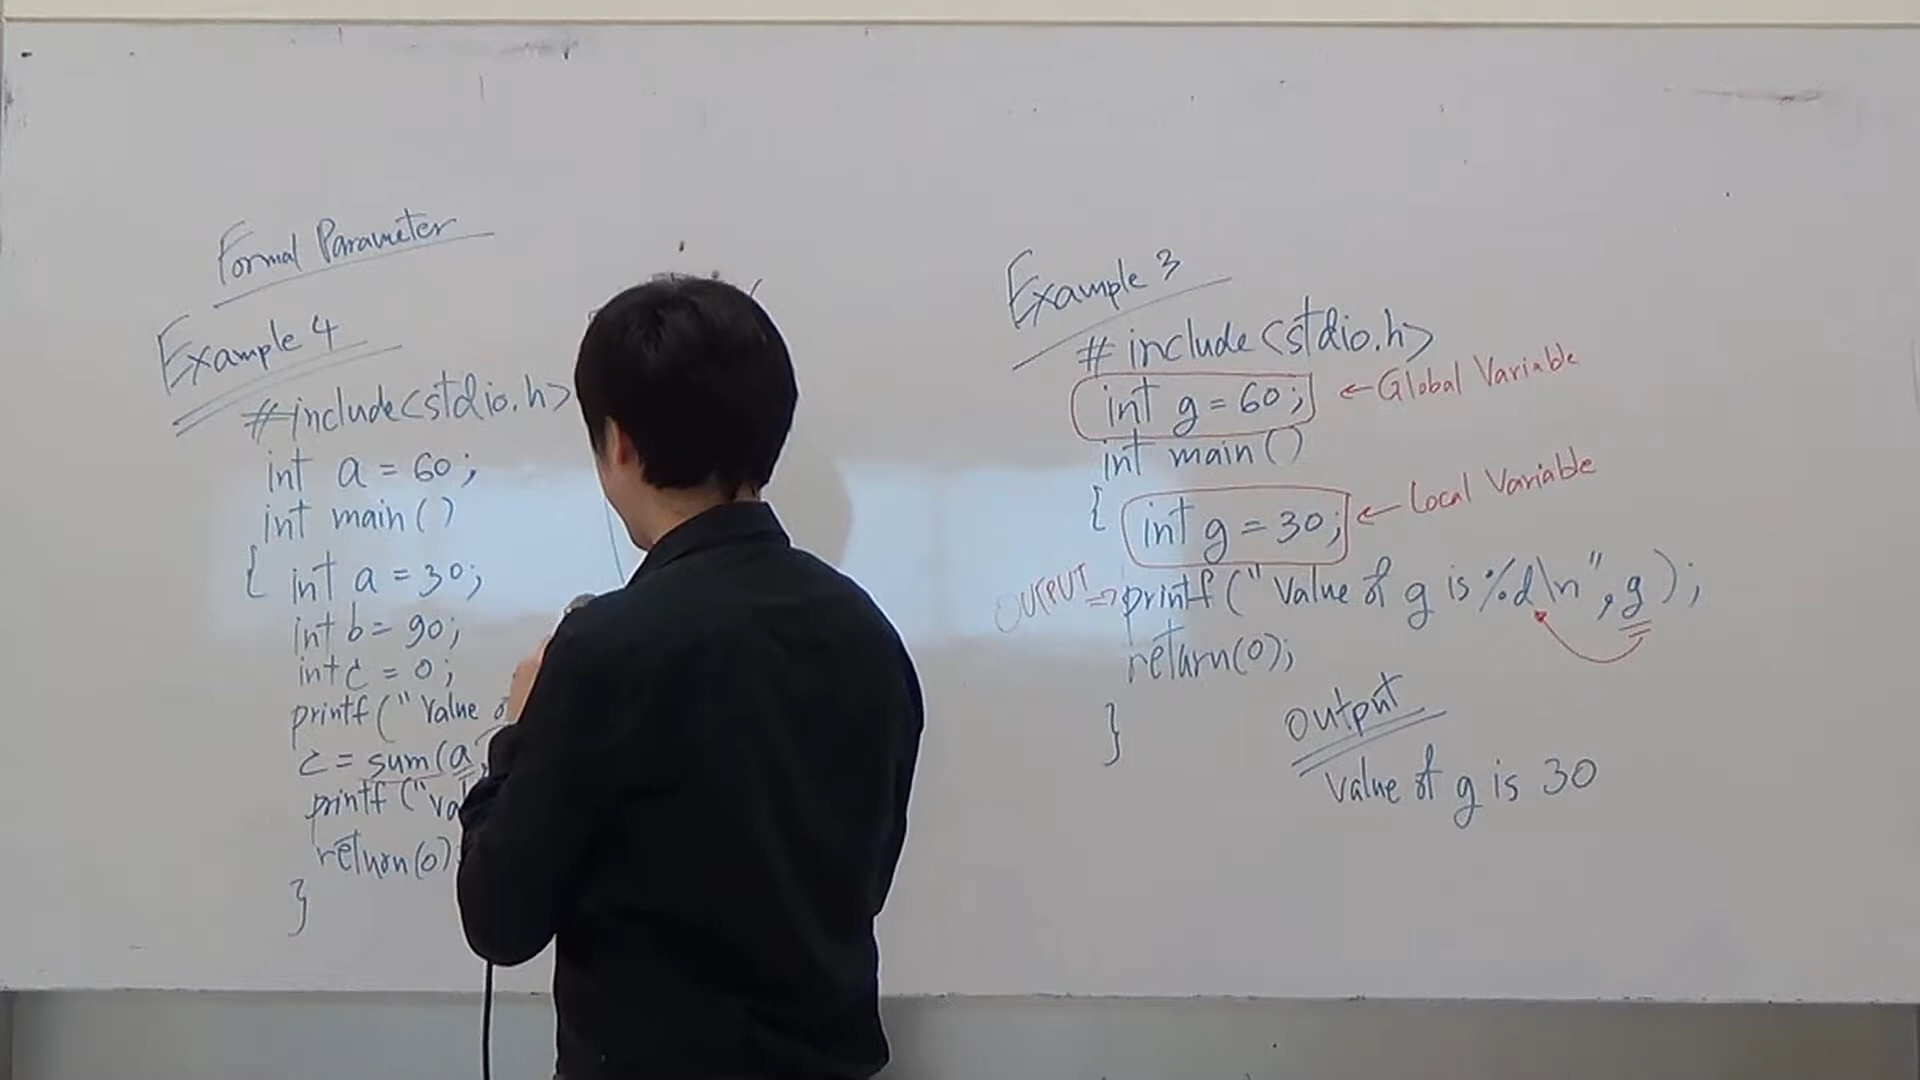 Formal Parameter
Example 4
#include<stdio.h>
int a = 60;
int main()
{ int a = 30;
int b = 90;
int c = 0;
printf("Value
c = sum(a
printf("va
return(0)
}
Example 3
# include<stdio.h>
int g = 60; ← Global Variable
int main()
{ int g = 30; ← Local Variable
OUTPUT ⇒ printf("Value of g is %d\n", g);
return(0);
}
Output
Value of g is 30